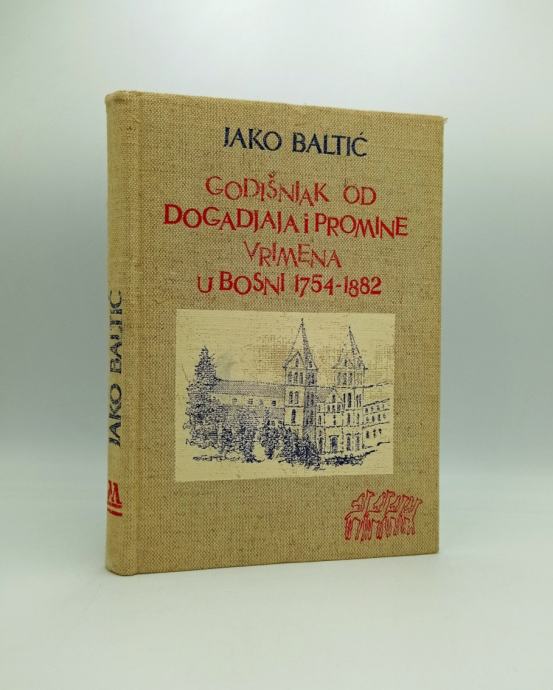 JAKO BALTIĆ
GODIŠNJAK OD
DOGADJAJA i PROMINE
VRIMENA
U BOSNI 1754-1882
JAKO BALTIĆ